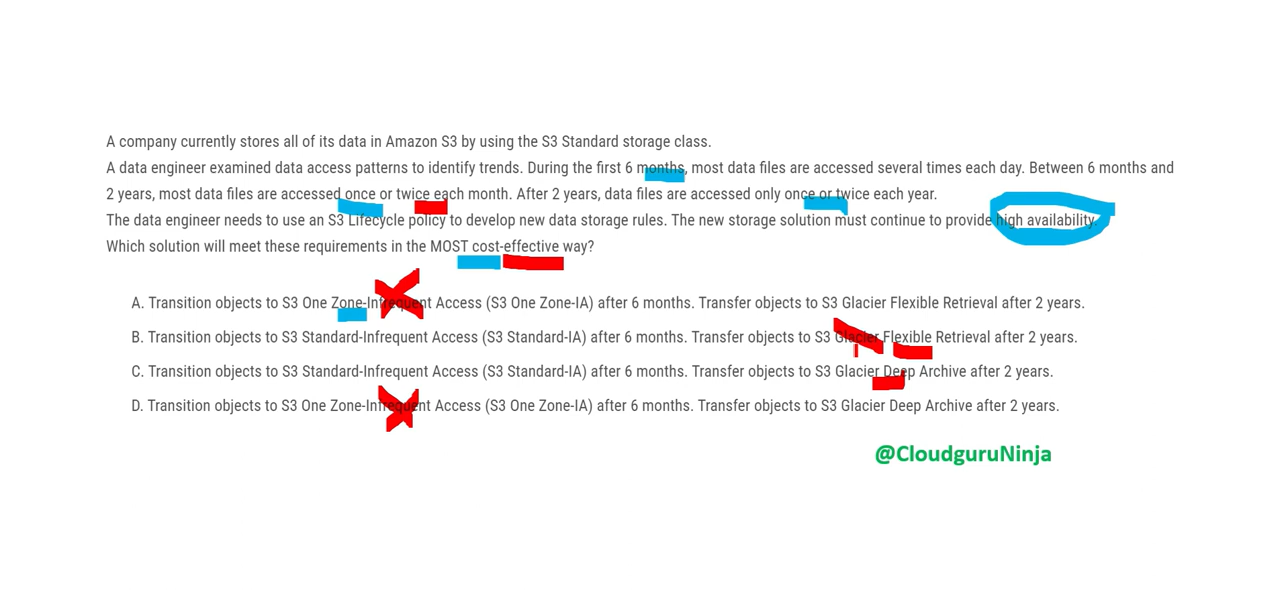 A company currently stores all of its data in Amazon S3 by using the S3 Standard storage class.
A data engineer examined data access patterns to identify trends. During the first 6 months, most data files are accessed several times each day. Between 6 months and
2 years, most data files are accessed once or twice each month. After 2 years, data files are accessed only once or twice each year.
The data engineer needs to use an S3 Lifecycle policy to develop new data storage rules. The new storage solution must continue to provide high availability.
Which solution will meet these requirements in the MOST cost-effective way?
A. Transition objects to S3 One Zone-Infrequent Access (S3 One Zone-IA) after 6 months. Transfer objects to S3 Glacier Flexible Retrieval after 2 years.
B. Transition objects to S3 Standard-Infrequent Access (S3 Standard-IA) after 6 months. Transfer objects to S3 Glacier Flexible Retrieval after 2 years.
C. Transition objects to S3 Standard-Infrequent Access (S3 Standard-IA) after 6 months. Transfer objects to S3 Glacier Deep Archive after 2 years.
D. Transition objects to S3 One Zone-Infrequent Access (S3 One Zone-IA) after 6 months. Transfer objects to S3 Glacier Deep Archive after 2 years.
@CloudguruNinja